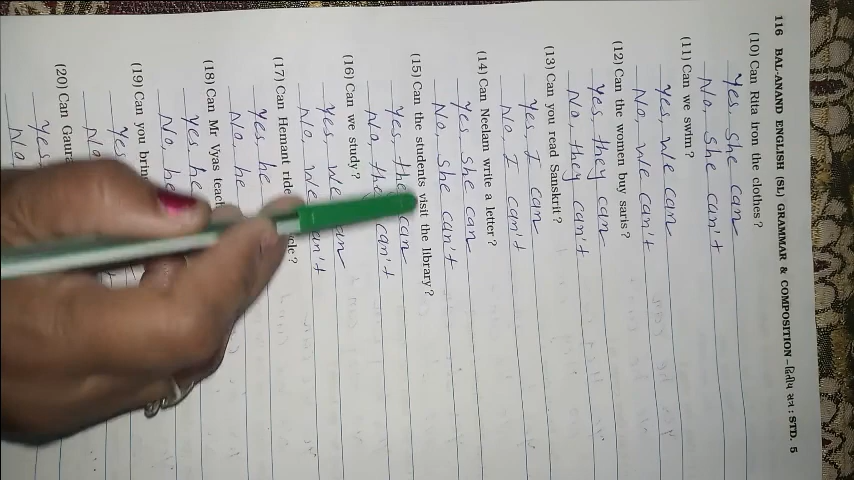 116 BAL-ANAND ENGLISH (SL) GRAMMAR & COMPOSITION – द्वितीय सत्र : STD. 5
(10) Can Rita iron the clothes ?
Yes, She can
No, She can't
(11) Can we swim ?
Yes, we can
No, we can't
(12) Can the women buy saris ?
Yes, they can
No, they can't
(13) Can you read Sanskrit ?
Yes, I can
No, I can't
(14) Can Neelam write a letter ?
Yes, She can
No, She can't
(15) Can the students visit the library ?
Yes, can
No, can't
(16) Can we study ?
Yes, we
No, we
(17) Can Hemant ride
Yes, he
No, he
(18) Can Mr Vyas
Yes, he
No, he
(19) Can you
Yes
No
(20) Can
Yes
No